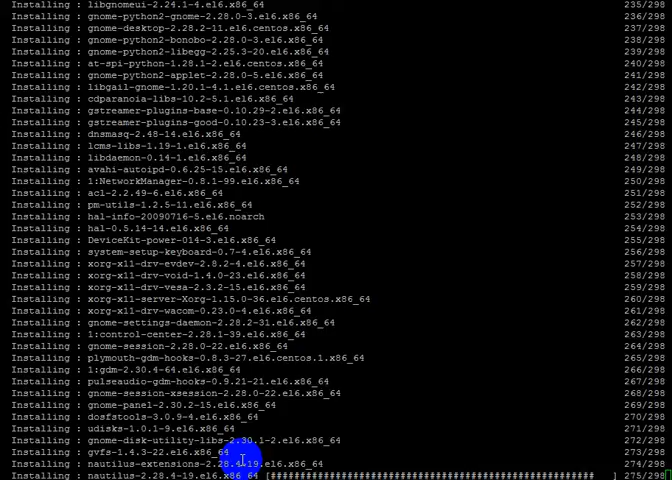 Installing : libgnomeui-2.24.1-4.el6.x86_64 235/298
Installing : gnome-python2-gnome-2.28.0-3.el6.x86_64 236/298
Installing : gnome-desktop-2.28.2-11.el6.centos.x86_64 237/298
Installing : gnome-python2-bonobo-2.28.0-3.el6.x86_64 238/298
Installing : gnome-python2-libegg-2.25.3-20.el6.x86_64 239/298
Installing : at-spi-python-1.28.1-2.el6.centos.x86_64 240/298
Installing : gnome-python2-applet-2.28.0-5.el6.x86_64 241/298
Installing : libgail-gnome-1.20.1-4.1.el6.centos.x86_64 242/298
Installing : cdparanoia-libs-10.2-5.1.el6.x86_64 243/298
Installing : gstreamer-plugins-base-0.10.29-2.el6.x86_64 244/298
Installing : gstreamer-plugins-good-0.10.23-3.el6.x86_64 245/298
Installing : dnsmasq-2.48-14.el6.x86_64 246/298
Installing : lcms-libs-1.19-1.el6.x86_64 247/298
Installing : libdaemon-0.14-1.el6.x86_64 248/298
Installing : avahi-autoipd-0.6.25-15.el6.x86_64 249/298
Installing : 1:NetworkManager-0.8.1-99.el6.x86_64 250/298
Installing : acl-2.2.49-6.el6.x86_64 251/298
Installing : pm-utils-1.2.5-11.el6.x86_64 252/298
Installing : hal-info-20090716-5.el6.noarch 253/298
Installing : hal-0.5.14-14.el6.x86_64 254/298
Installing : DeviceKit-power-014-3.el6.x86_64 255/298
Installing : system-setup-keyboard-0.7-4.el6.x86_64 256/298
Installing : xorg-x11-drv-evdev-2.8.2-4.el6.x86_64 257/298
Installing : xorg-x11-drv-void-1.4.0-23.el6.x86_64 258/298
Installing : xorg-x11-drv-vesa-2.3.2-15.el6.x86_64 259/298
Installing : xorg-x11-server-Xorg-1.15.0-36.el6.centos.x86_64 260/298
Installing : xorg-x11-drv-wacom-0.23.0-4.el6.x86_64 261/298
Installing : gnome-settings-daemon-2.28.2-31.el6.x86_64 262/298
Installing : 1:control-center-2.28.1-39.el6.x86_64 263/298
Installing : gnome-session-2.28.0-22.el6.x86_64 264/298
Installing : plymouth-gdm-hooks-0.8.3-27.el6.centos.1.x86_64 265/298
Installing : 1:gdm-2.30.4-64.el6.x86_64 266/298
Installing : pulseaudio-gdm-hooks-0.9.21-21.el6.x86_64 267/298
Installing : gnome-session-xsession-2.28.0-22.el6.x86_64 268/298
Installing : gnome-panel-2.30.2-15.el6.x86_64 269/298
Installing : dosfstools-3.0.9-4.el6.x86_64 270/298
Installing : udisks-1.0.1-9.el6.x86_64 271/298
Installing : gnome-disk-utility-libs-2.30.1-2.el6.x86_64 272/298
Installing : gvfs-1.4.3-22.el6.x86_64 273/298
Installing : nautilus-extensions-2.28.4-19.el6.x86_64 274/298
Installing : nautilus-2.28.4-19.el6.x86_64 [####################################################### ] 275/298